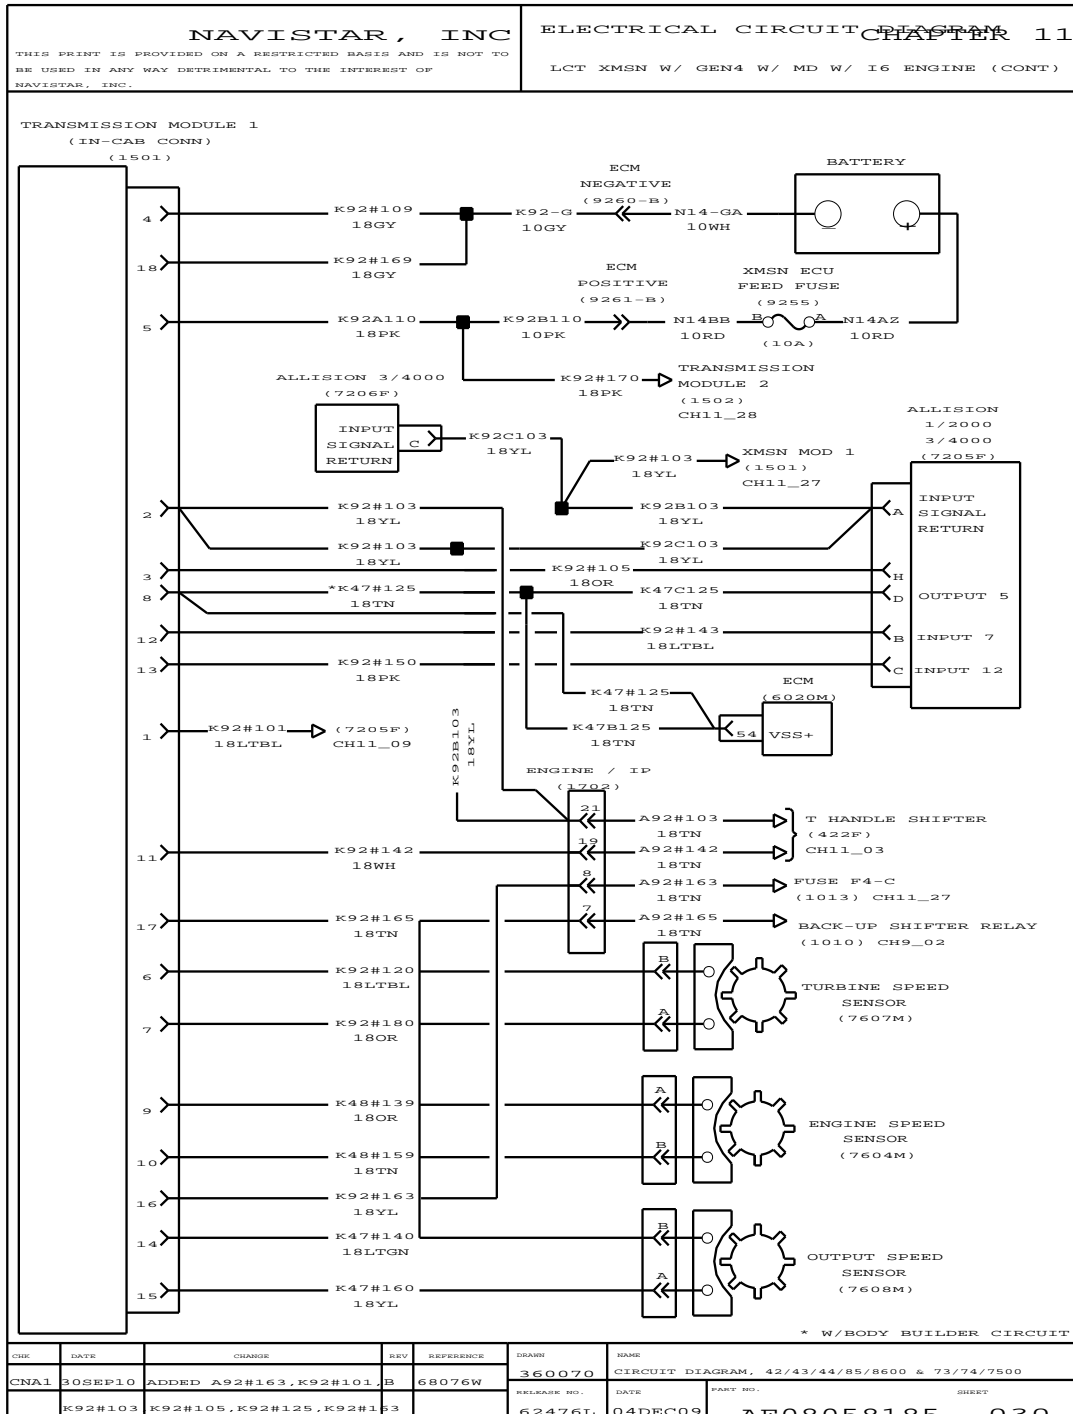 NAVISTAR, INC
THIS PRINT IS PROVIDED ON A RESTRICTED BASIS AND IS NOT TO
BE USED IN ANY WAY DETRIMENTAL TO THE INTEREST OF
NAVISTAR, INC.
ELECTRICAL CIRCUIT DIAGRAM
CHAPTER 11
LCT XMSN W/ GEN4 W/ MD W/ I6 ENGINE (CONT)
TRANSMISSION MODULE 1
(IN-CAB CONN)
(1501)
ECM
NEGATIVE
(9260-B)
BATTERY
4
K92#109
18GY
K92-G
10GY
N14-GA
10WH
-
+
18
K92#169
18GY
ECM
POSITIVE
(9261-B)
XMSN ECU
FEED FUSE
(9255)
B
A
(10A)
5
K92A110
18PK
K92B110
10PK
N14BB
10RD
N14AZ
10RD
K92#170
18PK
TRANSMISSION
MODULE 2
(1502)
CH11_28
ALLISION 3/4000
(7206F)
INPUT
SIGNAL
RETURN
C
K92C103
18YL
K92#103
18YL
XMSN MOD 1
(1501)
CH11_27
ALLISION
1/2000
3/4000
(7205F)
2
K92#103
18YL
K92B103
18YL
A
INPUT
SIGNAL
RETURN
K92#103
18YL
K92C103
18YL
3
K92#105
18OR
H
8
*K47#125
18TN
K47C125
18TN
D
OUTPUT 5
12
K92#143
18LTBL
B
INPUT 7
13
K92#150
18PK
C
INPUT 12
K47#125
18TN
ECM
(6020M)
K47B125
18TN
54
VSS+
1
K92#101
18LTBL
(7205F)
CH11_09
K92B103
18YL
ENGINE / IP
(1702)
21
A92#103
18TN
T HANDLE SHIFTER
(422F)
CH11_03
11
K92#142
18WH
19
A92#142
18TN
8
A92#163
18TN
FUSE F4-C
(1013) CH11_27
17
K92#165
18TN
7
A92#165
18TN
BACK-UP SHIFTER RELAY
(1010) CH9_02
6
K92#120
18LTBL
B
TURBINE SPEED
SENSOR
(7607M)
7
K92#180
18OR
A
9
K48#139
18OR
A
ENGINE SPEED
SENSOR
(7604M)
10
K48#159
18TN
B
16
K92#163
18YL
14
K47#140
18LTGN
B
OUTPUT SPEED
SENSOR
(7608M)
15
K47#160
18YL
A
* W/BODY BUILDER CIRCUIT
CHK DATE CHANGE REV REFERENCE
CNA1 30SEP10 ADDED A92#163,K92#101, B 68076W
K92#103 K92#105,K92#125,K92#163
DRAWN
360070
NAME
CIRCUIT DIAGRAM, 42/43/44/85/8600 & 73/74/7500
RELEASE NO.
62476L
DATE
04DEC09
PART NO.
AE08058185
SHEET
030